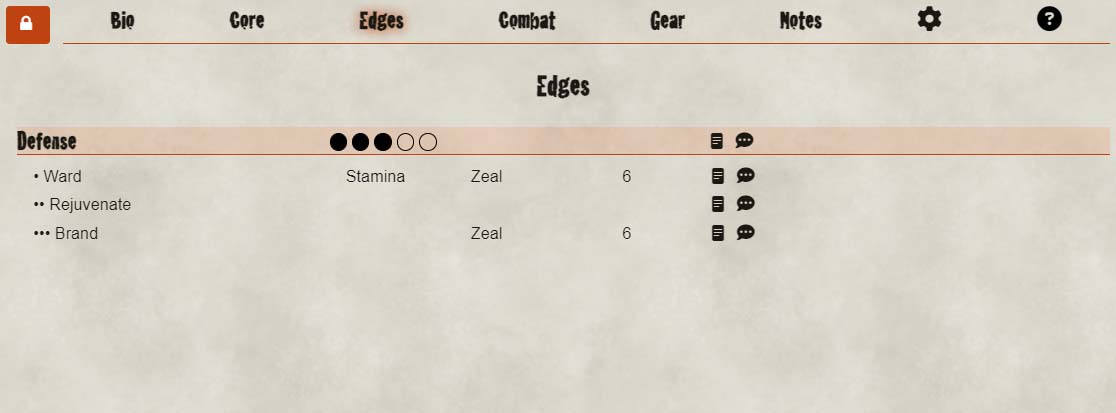 Bio Core Edges Combat Gear Notes ?
Edges
Defense
• Ward Stamina Zeal 6
•• Rejuvenate
••• Brand Zeal 6